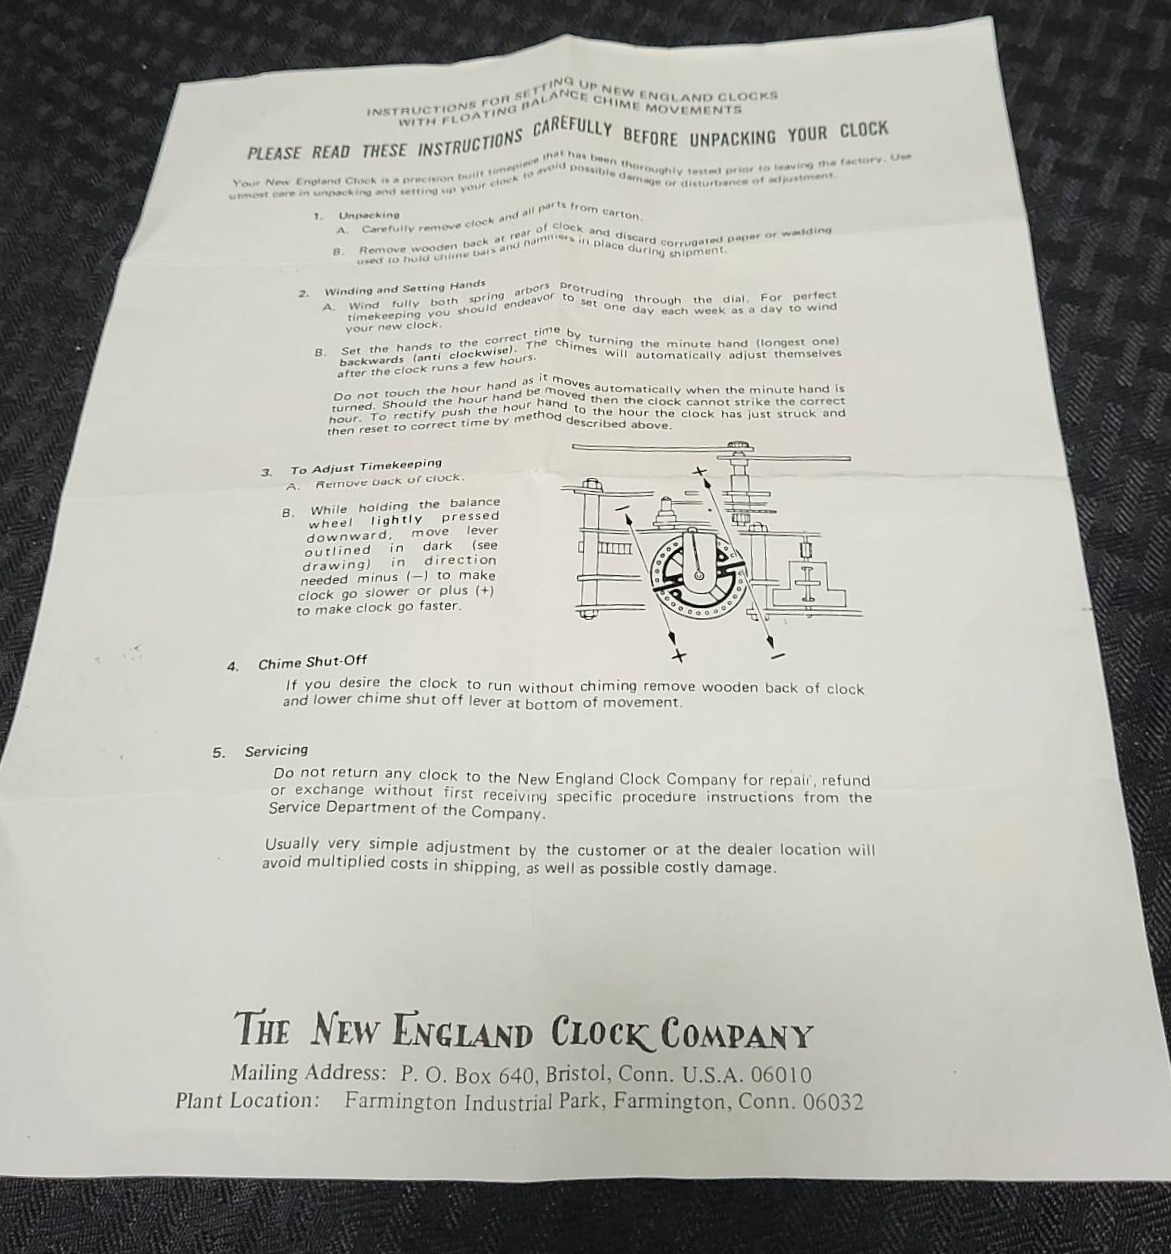 INSTRUCTIONS FOR SETTING UP NEW ENGLAND CLOCKS
WITH FLOATING BALANCE CHIME MOVEMENTS
PLEASE READ THESE INSTRUCTIONS CAREFULLY BEFORE UNPACKING YOUR CLOCK
Your New England Clock is a precision built timepiece that has been thoroughly tested prior to leaving the factory. Use
utmost care in unpacking and setting up your clock to avoid possible damage or disturbance of adjustment.
1. Unpacking
A. Carefully remove clock and all parts from carton.
B. Remove wooden back at rear of clock and discard corrugated paper or wadding
used to hold chime bars and hammers in place during shipment.
2. Winding and Setting Hands
A. Wind fully both spring arbors protruding through the dial. For perfect
timekeeping you should endeavor to set one day each week as a day to wind
your new clock.
B. Set the hands to the correct time by turning the minute hand (longest one)
backwards (anti clockwise). The chimes will automatically adjust themselves
after the clock runs a few hours.
Do not touch the hour hand as it moves automatically when the minute hand is
turned. Should the hour hand be moved then the clock cannot strike the correct
hour. To rectify push the hour hand to the hour the clock has just struck and
then reset to correct time by method described above.
3. To Adjust Timekeeping
A. Remove back of clock.
B. While holding the balance
wheel lightly pressed
downward, move lever
outlined in dark (see
drawing) in direction
needed minus (—) to make
clock go slower or plus (+)
to make clock go faster.
+
—
+
—
4. Chime Shut-Off
If you desire the clock to run without chiming remove wooden back of clock
and lower chime shut off lever at bottom of movement.
5. Servicing
Do not return any clock to the New England Clock Company for repair, refund
or exchange without first receiving specific procedure instructions from the
Service Department of the Company.
Usually very simple adjustment by the customer or at the dealer location will
avoid multiplied costs in shipping, as well as possible costly damage.
THE NEW ENGLAND CLOCK COMPANY
Mailing Address: P. O. Box 640, Bristol, Conn. U.S.A. 06010
Plant Location: Farmington Industrial Park, Farmington, Conn. 06032